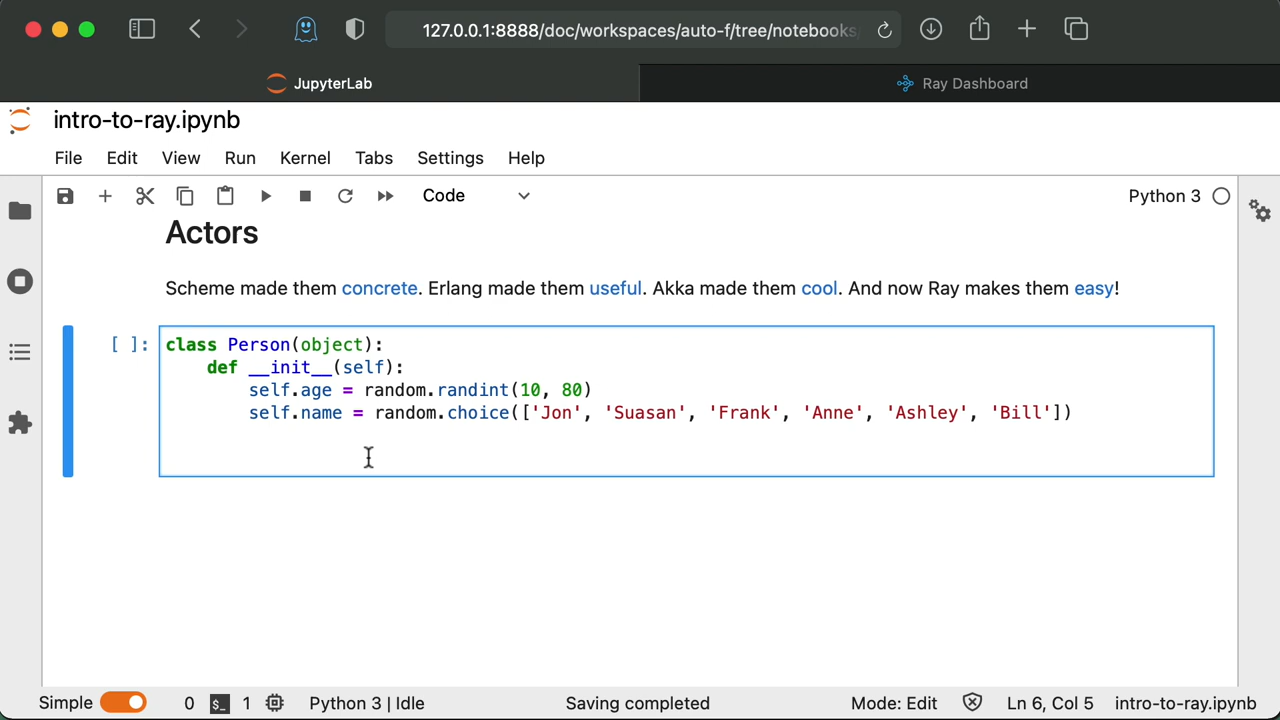 127.0.0.1:8888/doc/workspaces/auto-f/tree/notebooks
JupyterLab
Ray Dashboard
intro-to-ray.ipynb
File Edit View Run Kernel Tabs Settings Help
Code
Python 3
Actors
Scheme made them concrete. Erlang made them useful. Akka made them cool. And now Ray makes them easy!
[ ]: class Person(object):
    def __init__(self):
        self.age = random.randint(10, 80)
        self.name = random.choice(['Jon', 'Suasan', 'Frank', 'Anne', 'Ashley', 'Bill'])
Simple 0 $_ 1 Python 3 | Idle Saving completed Mode: Edit Ln 6, Col 5 intro-to-ray.ipynb